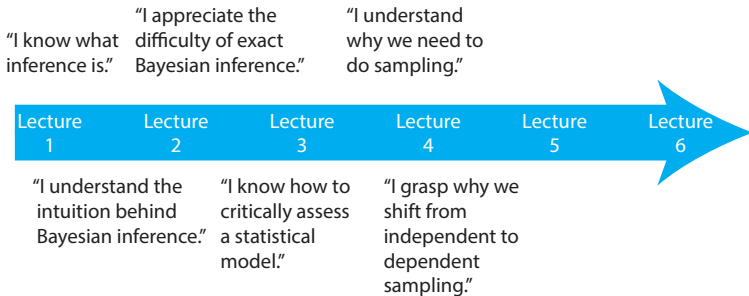 "I know what
inference is."
"I appreciate the
difficulty of exact
Bayesian inference."
"I understand
why we need to
do sampling."
Lecture
1
Lecture
2
Lecture
3
Lecture
4
Lecture
5
Lecture
6
"I understand the
intuition behind
Bayesian inference."
"I know how to
critically assess
a statistical
model."
"I grasp why we
shift from
independent to
dependent
sampling."